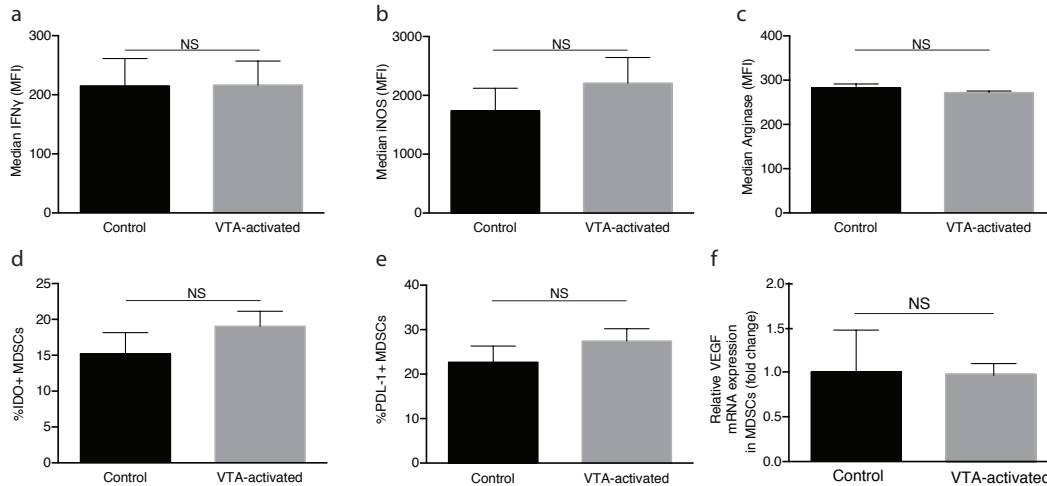 a
Median IFNγ (MFI)
300
200
100
0
NS
Control
VTA-activated
b
Median iNOS (MFI)
3000
2000
1000
0
NS
Control
VTA-activated
c
Median Arginase (MFI)
400
300
200
100
0
NS
Control
VTA-activated
d
%IDO+ MDSCs
25
20
15
10
5
0
NS
Control
VTA-activated
e
%PDL-1+ MDSCs
40
30
20
10
0
NS
Control
VTA-activated
f
Relative VEGF
mRNA expression
in MDSCs (fold change)
2.0
1.5
1.0
0.5
0.0
NS
Control
VTA-activated